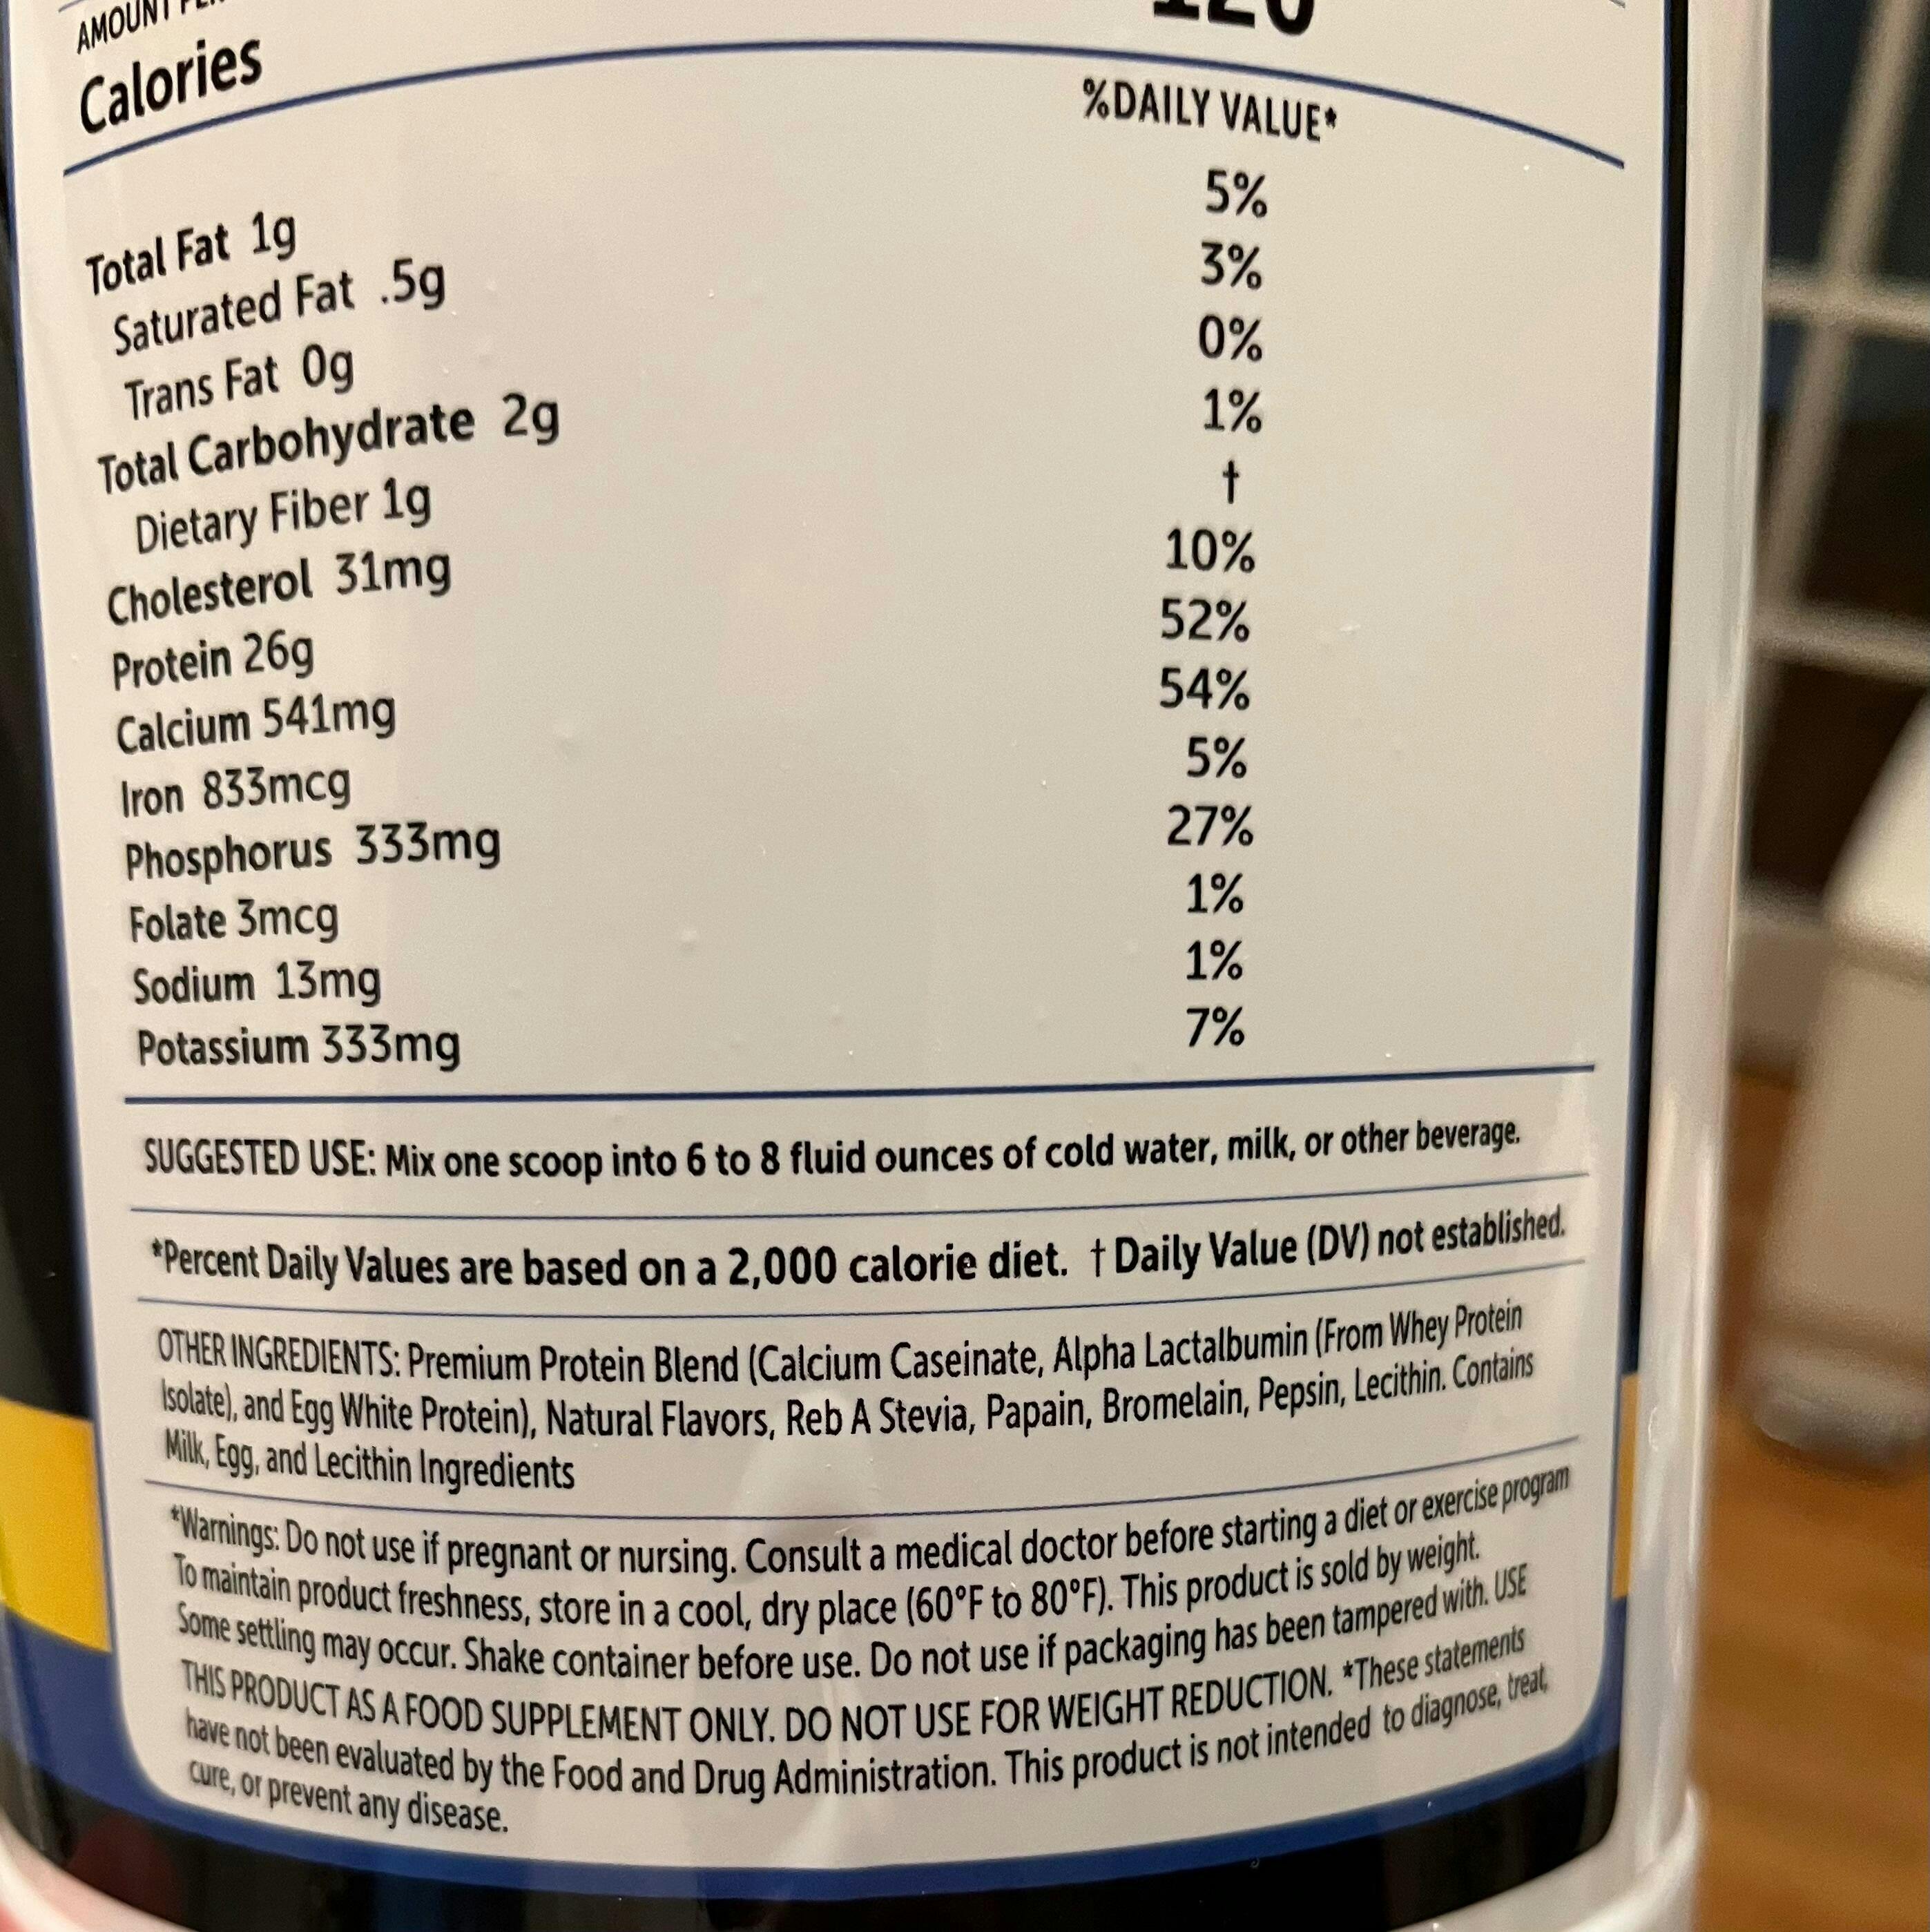 AMOUNT PER
Calories 120
%DAILY VALUE*
Total Fat 1g 5%
Saturated Fat .5g 3%
Trans Fat 0g 0%
Total Carbohydrate 2g 1%
Dietary Fiber 1g †
Cholesterol 31mg 10%
Protein 26g 52%
Calcium 541mg 54%
Iron 833mcg 5%
Phosphorus 333mg 27%
Folate 3mcg 1%
Sodium 13mg 1%
Potassium 333mg 7%
SUGGESTED USE: Mix one scoop into 6 to 8 fluid ounces of cold water, milk, or other beverage.
*Percent Daily Values are based on a 2,000 calorie diet. † Daily Value (DV) not established.
OTHER INGREDIENTS: Premium Protein Blend (Calcium Caseinate, Alpha Lactalbumin (From Whey Protein
Isolate), and Egg White Protein), Natural Flavors, Reb A Stevia, Papain, Bromelain, Pepsin, Lecithin. Contains
Milk, Egg, and Lecithin Ingredients
*Warnings: Do not use if pregnant or nursing. Consult a medical doctor before starting a diet or exercise program
To maintain product freshness, store in a cool, dry place (60°F to 80°F). This product is sold by weight.
Some settling may occur. Shake container before use. Do not use if packaging has been tampered with. USE
THIS PRODUCT AS A FOOD SUPPLEMENT ONLY. DO NOT USE FOR WEIGHT REDUCTION. *These statements
have not been evaluated by the Food and Drug Administration. This product is not intended to diagnose, treat,
cure, or prevent any disease.